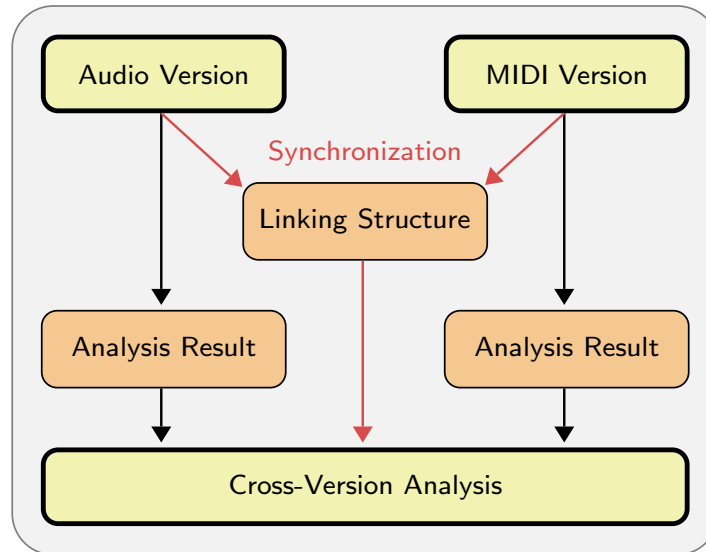 Audio Version
MIDI Version
Synchronization
Linking Structure
Analysis Result
Analysis Result
Cross-Version Analysis